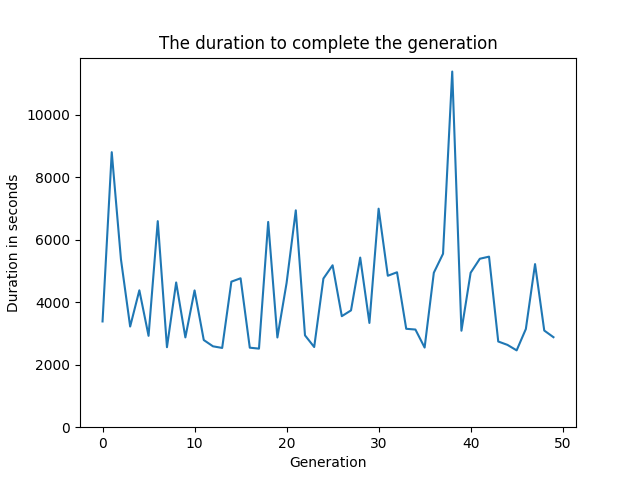 The duration to complete the generation
Duration in seconds
10000
8000
6000
4000
2000
0
0 10 20 30 40 50
Generation